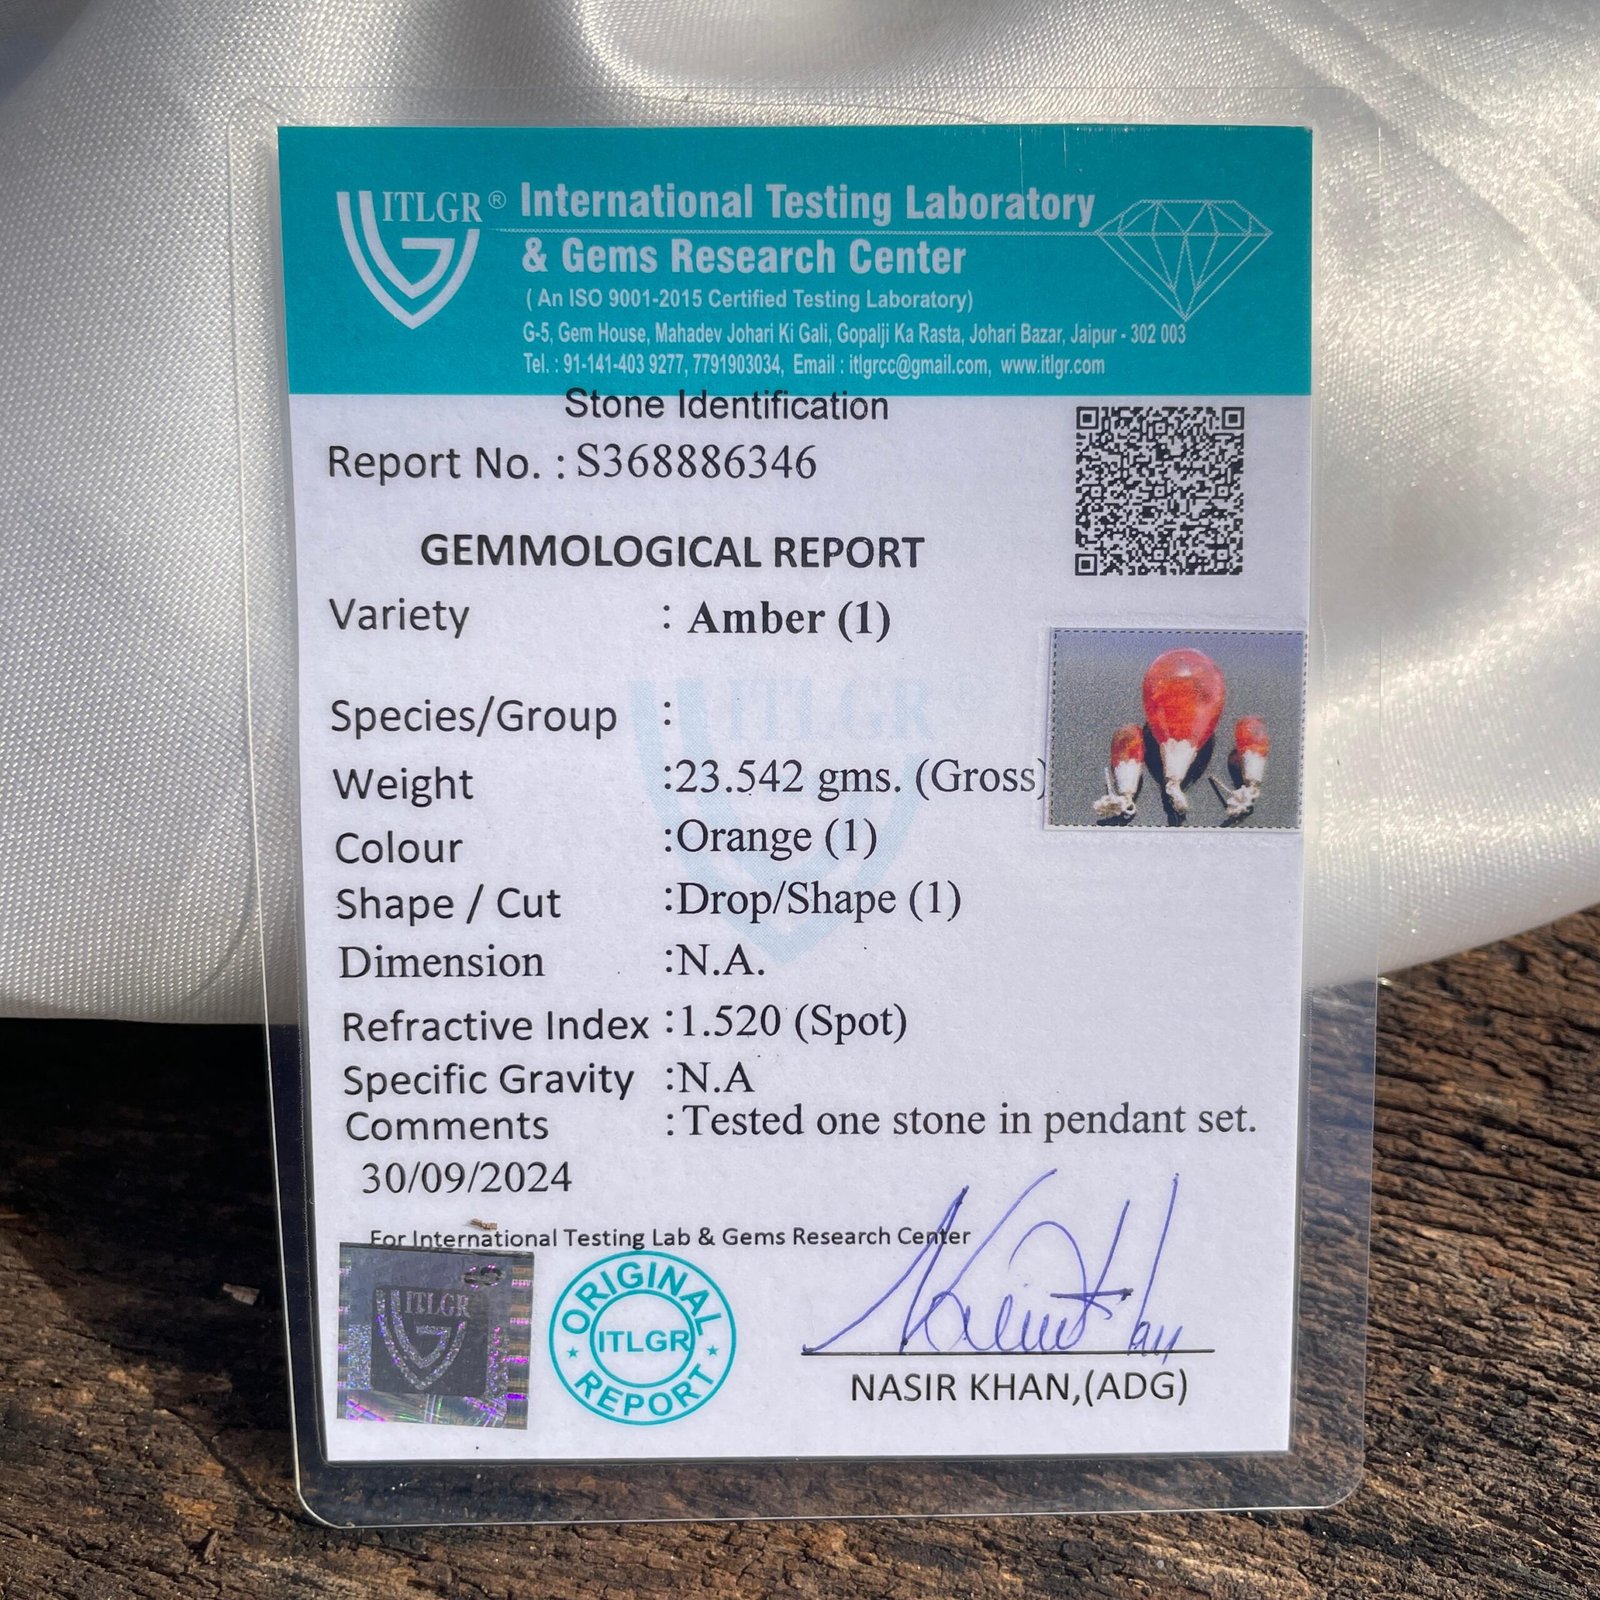 ITLGR® International Testing Laboratory
& Gems Research Center
( An ISO 9001-2015 Certified Testing Laboratory)
G-5, Gem House, Mahadev Johari Ki Gali, Gopalji Ka Rasta, Johari Bazar, Jaipur - 302 003
Tel. : 91-141-403 9277, 7791903034, Email : itlgrcc@gmail.com, www.itlgr.com
Stone Identification
Report No. : S368886346
GEMMOLOGICAL REPORT
Variety : Amber (1)
ITLGR
Species/Group :
Weight :23.542 gms. (Gross)
Colour :Orange (1)
Shape / Cut :Drop/Shape (1)
Dimension :N.A.
Refractive Index :1.520 (Spot)
Specific Gravity :N.A
Comments :Tested one stone in pendant set.
30/09/2024
For International Testing Lab & Gems Research Center
ITLGR
ORIGINAL
ITLGR
REPORT
NASIR KHAN,(ADG)